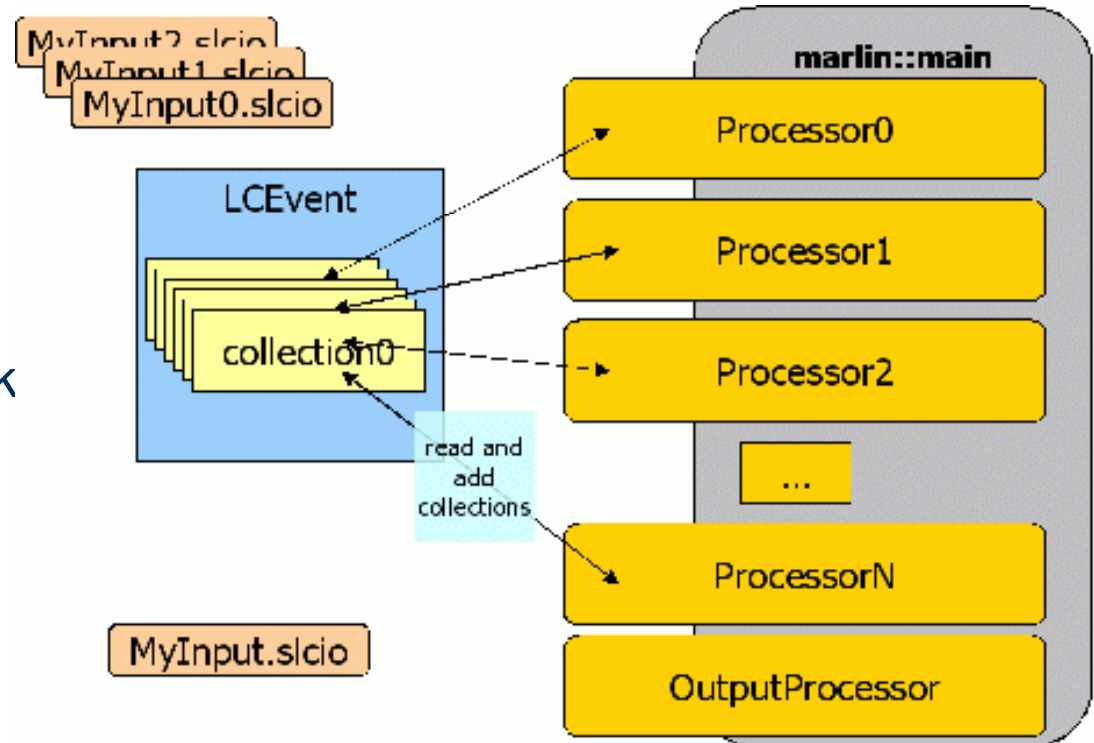 MyInput2.slcio
MyInput1.slcio
MyInput0.slcio
marlin::main
Processor0
LCEvent
Processor1
collection0
Processor2
k
read and
add
collections
...
ProcessorN
MyInput.slcio
OutputProcessor